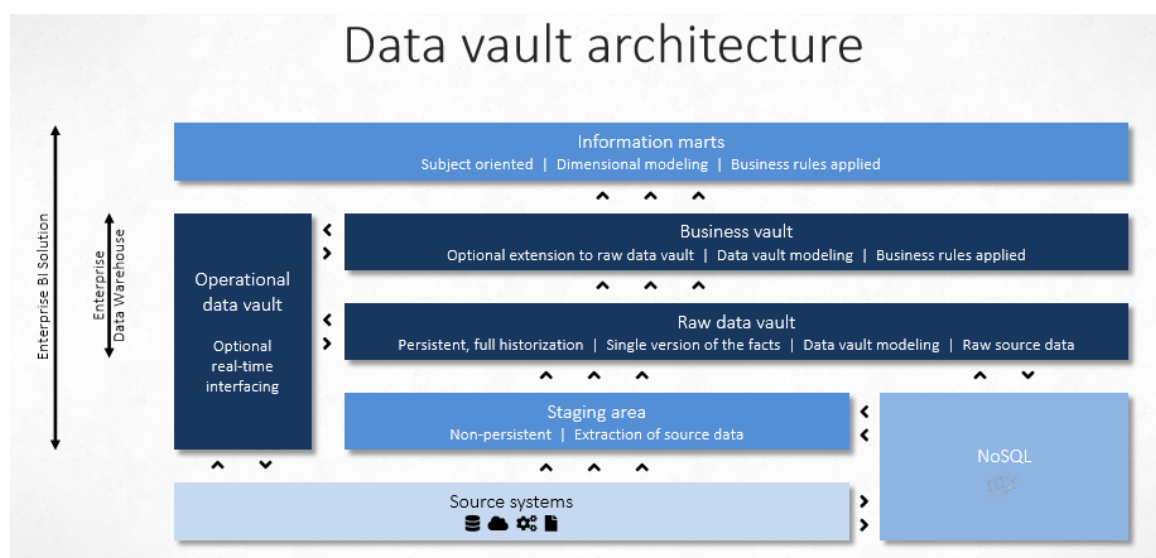 Data vault architecture
Information marts
Subject oriented | Dimensional modeling | Business rules applied
Enterprise BI Solution
Enterprise
Data Warehouse
Operational
data vault
Optional
real-time
interfacing
Business vault
Optional extension to raw data vault | Data vault modeling | Business rules applied
Raw data vault
Persistent, full historization | Single version of the facts | Data vault modeling | Raw source data
Staging area
Non-persistent | Extraction of source data
NoSQL
Source systems